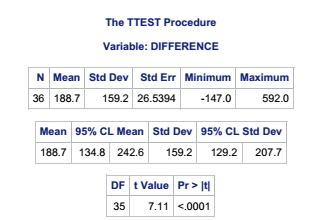 The TTEST Procedure
Variable: DIFFERENCE
N Mean Std Dev Std Err Minimum Maximum
36 188.7 159.2 26.5394 -147.0 592.0
Mean 95% CL Mean Std Dev 95% CL Std Dev
188.7 134.8 242.6 159.2 129.2 207.7
DF t Value Pr > |t|
35 7.11 <.0001